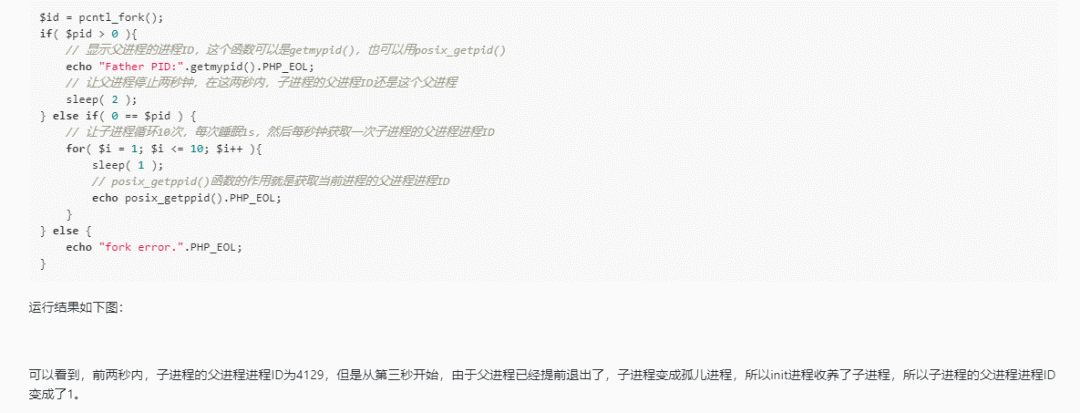 $id = pcntl_fork();
if( $pid > 0 ){
    // 显示父进程的进程ID，这个函数可以是getmypid()，也可以用posix_getpid()
    echo "Father PID:".getmypid().PHP_EOL;
    // 让父进程停止两秒钟，在这两秒内，子进程的父进程ID还是这个父进程
    sleep( 2 );
} else if( 0 == $pid ) {
    // 让子进程循环10次，每次睡眠1s，然后每秒钟获取一次子进程的父进程进程ID
    for( $i = 1; $i <= 10; $i++ ){
        sleep( 1 );
        // posix_getppid()函数的作用就是获取当前进程的父进程进程ID
        echo posix_getppid().PHP_EOL;
    }
} else {
    echo "fork error.".PHP_EOL;
}
运行结果如下图：
可以看到，前两秒内，子进程的父进程进程ID为4129，但是从第三秒开始，由于父进程已经提前退出了，子进程变成孤儿进程，所以init进程收养了子进程，所以子进程的父进程进程ID
变成了1。